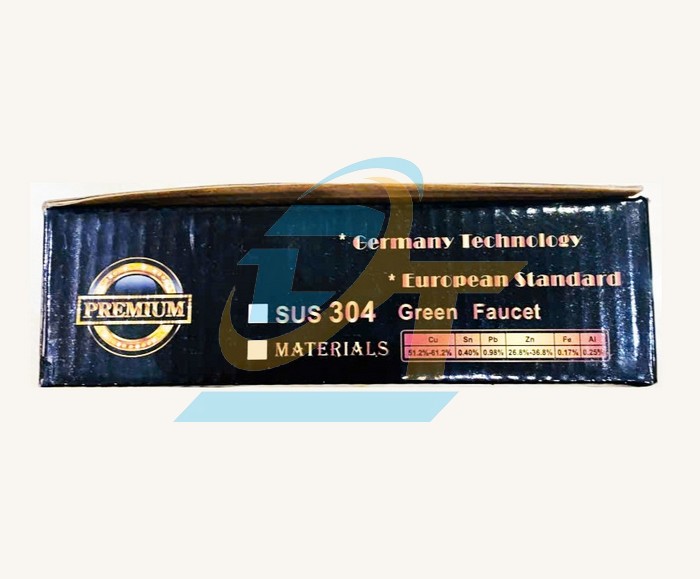 * Germany Technology
* European Standard
PREMIUM
SUS 304 Green Faucet
MATERIALS
Cu Sn Pb Zn Fe Al
51.2%-61.2% 0.40% 0.98% 26.8%-36.8% 0.17% 0.25%
DT